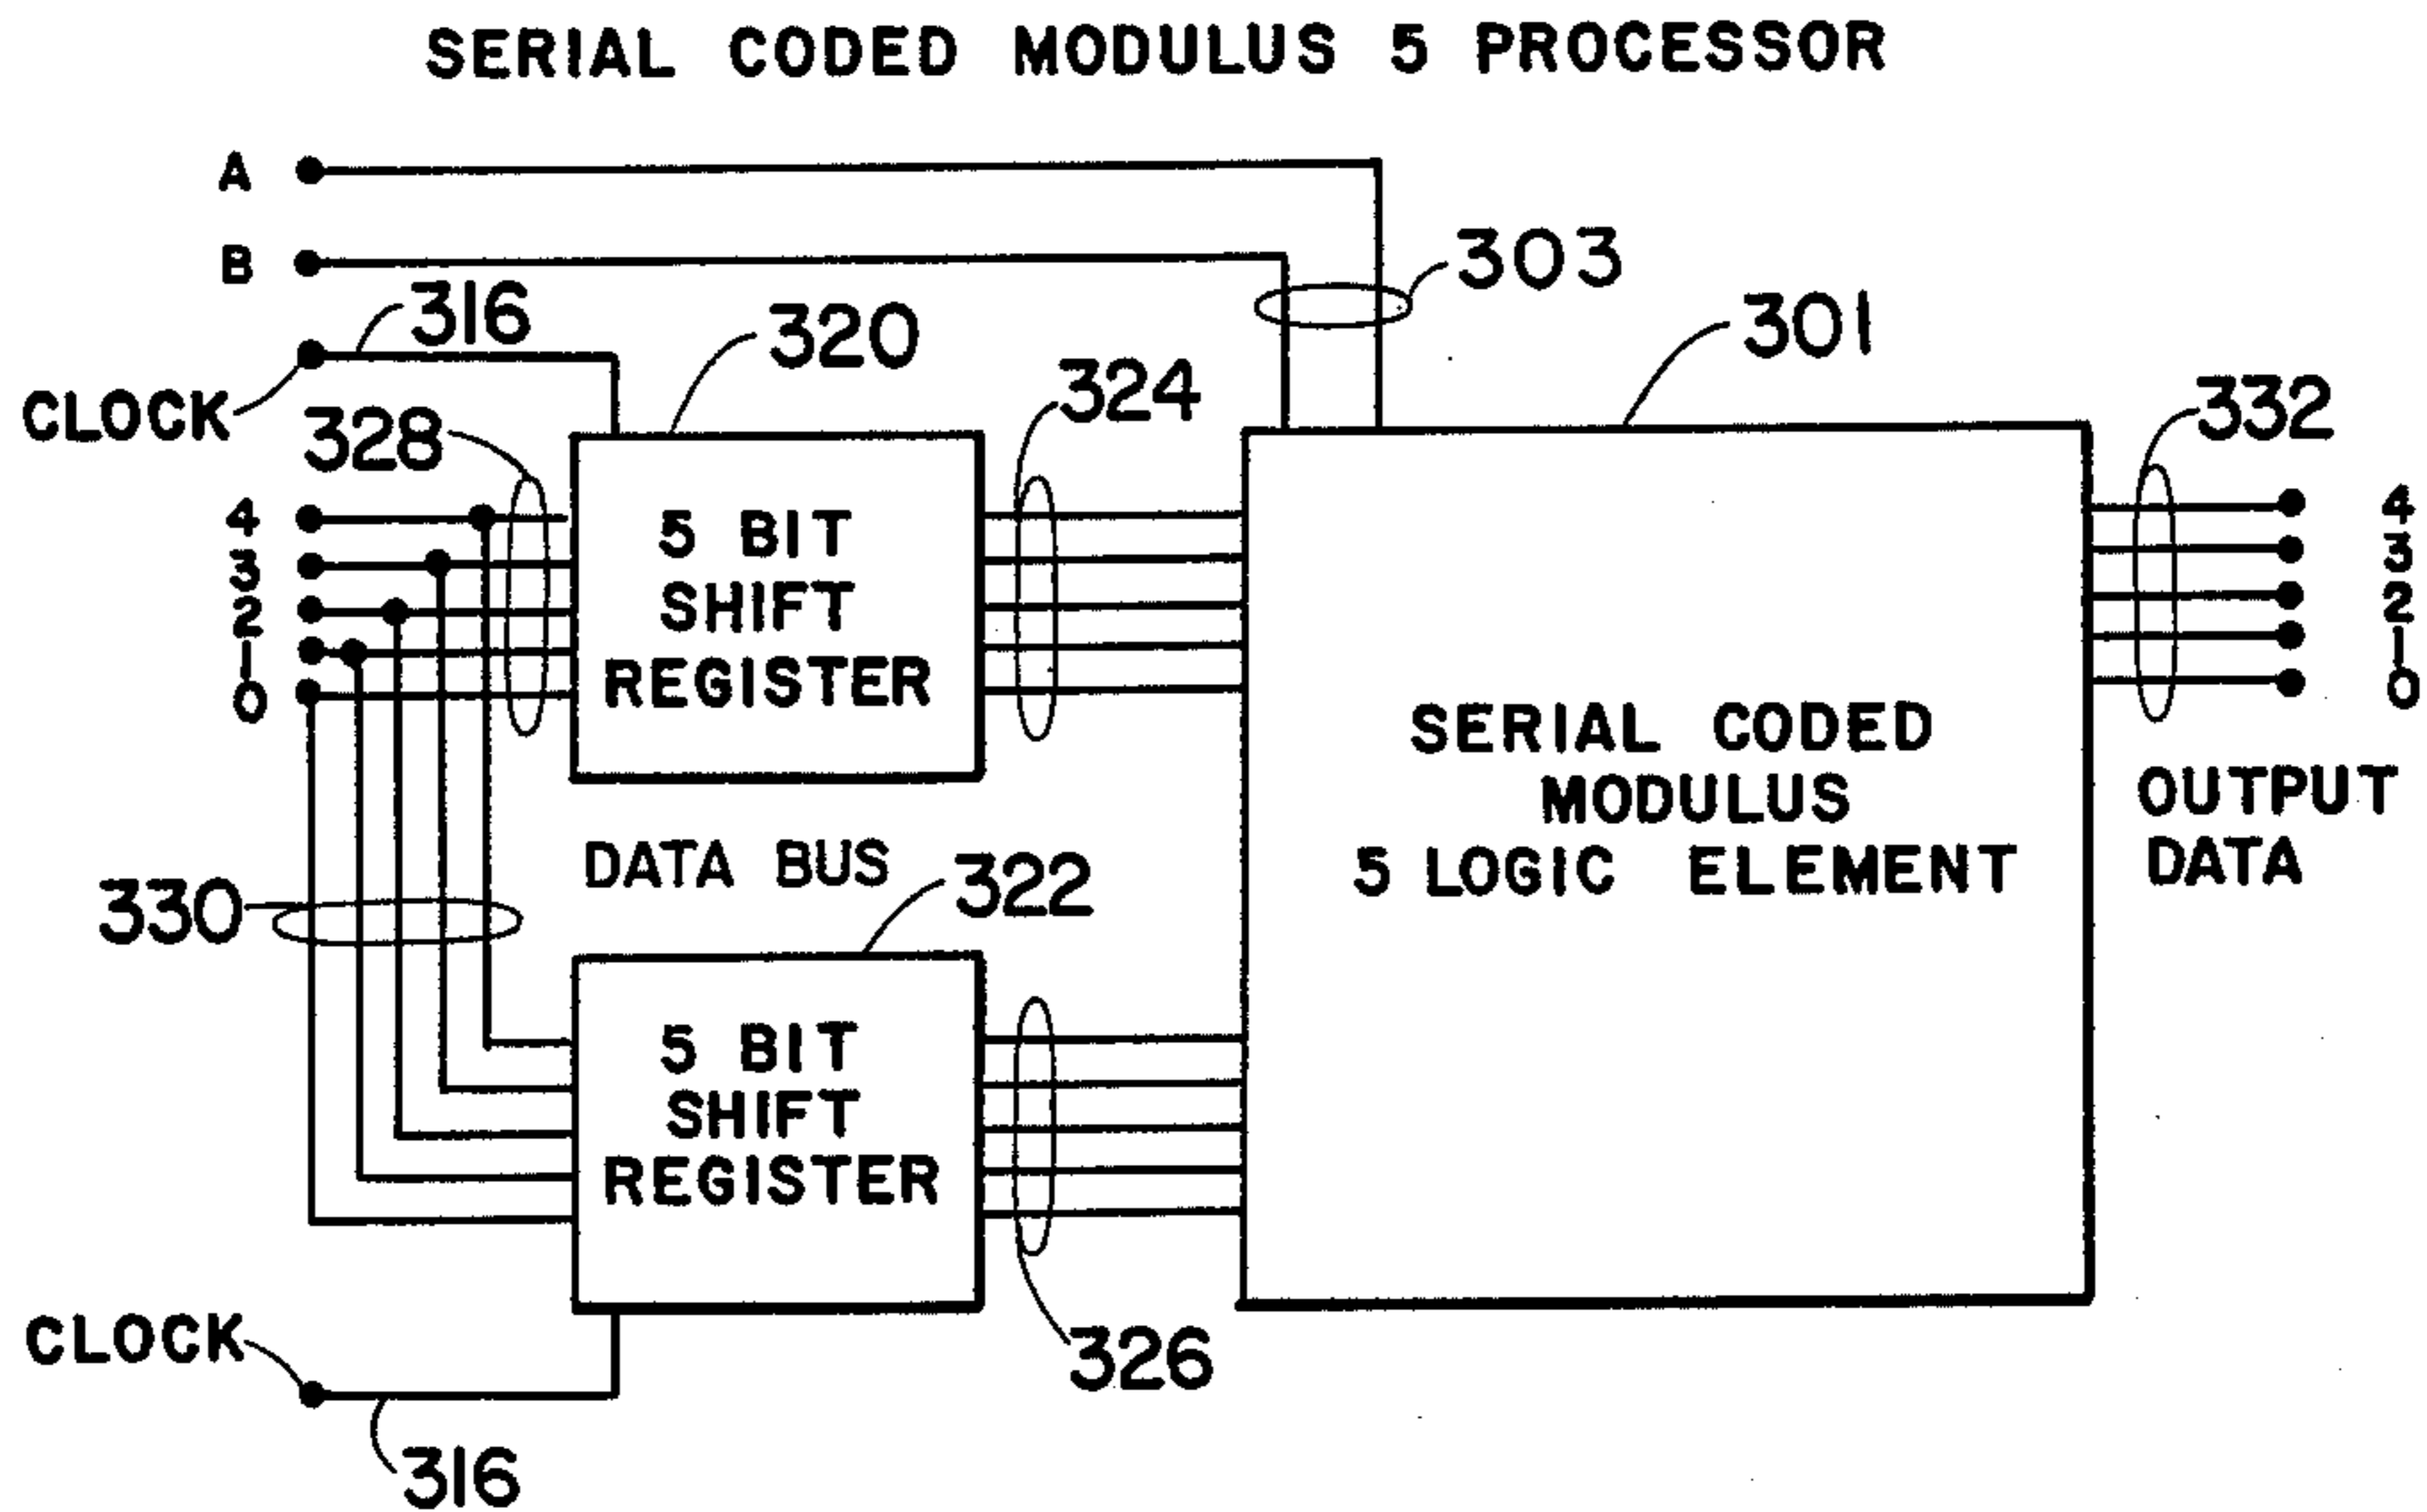 SERIAL CODED MODULUS 5 PROCESSOR
A
B
303
316
320
301
CLOCK
328
324
332
4
3
2
1
0
5 BIT
SHIFT
REGISTER
4
3
2
1
0
SERIAL CODED
MODULUS
5 LOGIC ELEMENT
OUTPUT
DATA
DATA BUS
330
322
5 BIT
SHIFT
REGISTER
326
CLOCK
316